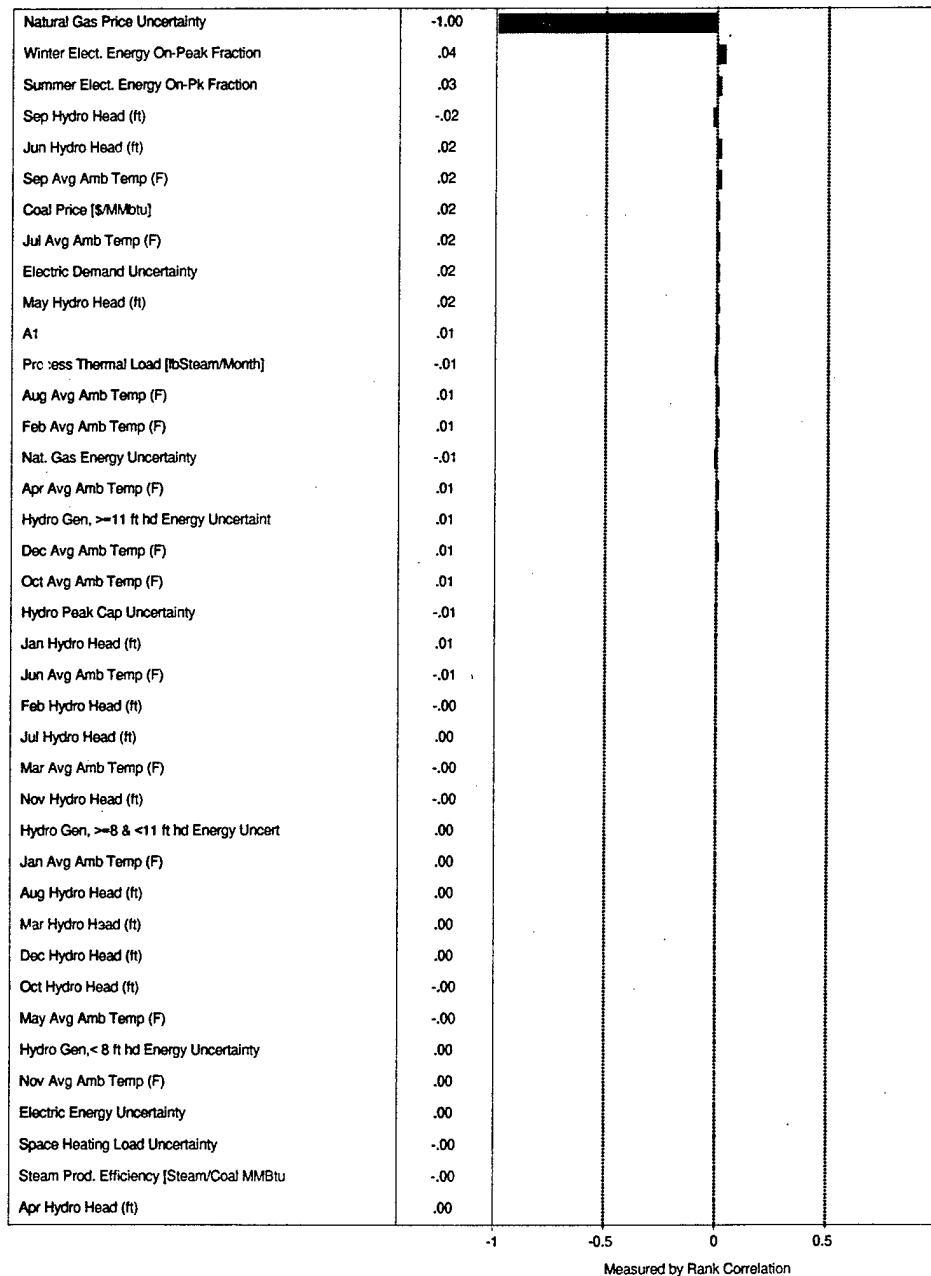 Natural Gas Price Uncertainty -1.00
Winter Elect. Energy On-Peak Fraction .04
Summer Elect. Energy On-Pk Fraction .03
Sep Hydro Head (ft) -.02
Jun Hydro Head (ft) .02
Sep Avg Amb Temp (F) .02
Coal Price [$/MMbtu] .02
Jul Avg Amb Temp (F) .02
Electric Demand Uncertainty .02
May Hydro Head (ft) .02
A1 .01
Process Thermal Load [lbSteam/Month] -.01
Aug Avg Amb Temp (F) .01
Feb Avg Amb Temp (F) .01
Nat. Gas Energy Uncertainty -.01
Apr Avg Amb Temp (F) .01
Hydro Gen, >=11 ft hd Energy Uncertaint .01
Dec Avg Amb Temp (F) .01
Oct Avg Amb Temp (F) .01
Hydro Peak Cap Uncertainty -.01
Jan Hydro Head (ft) .01
Jun Avg Amb Temp (F) -.01
Feb Hydro Head (ft) -.00
Jul Hydro Head (ft) .00
Mar Avg Amb Temp (F) -.00
Nov Hydro Head (ft) -.00
Hydro Gen, >=8 & <11 ft hd Energy Uncert .00
Jan Avg Amb Temp (F) .00
Aug Hydro Head (ft) .00
Mar Hydro Head (ft) .00
Dec Hydro Head (ft) .00
Oct Hydro Head (ft) -.00
May Avg Amb Temp (F) -.00
Hydro Gen,< 8 ft hd Energy Uncertainty .00
Nov Avg Amb Temp (F) .00
Electric Energy Uncertainty .00
Space Heating Load Uncertainty -.00
Steam Prod. Efficiency [Steam/Coal MMBtu -.00
Apr Hydro Head (ft) .00
-1 -0.5 0 0.5
Measured by Rank Correlation